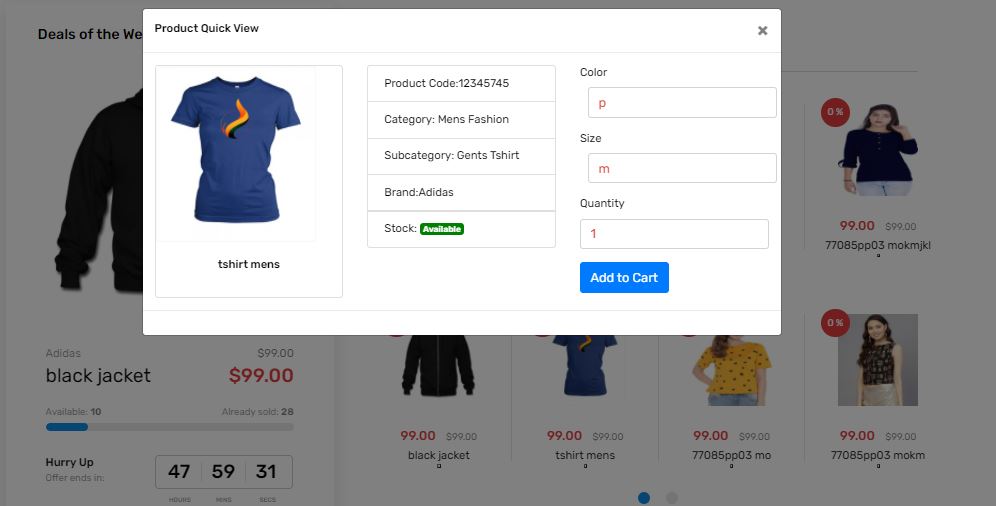 Deals of the We
Product Quick View
×
tshirt mens
Product Code:12345745
Category: Mens Fashion
Subcategory: Gents Tshirt
Brand:Adidas
Stock: Available
Color
p
Size
m
Quantity
1
Add to Cart
0 %
99.00 $99.00
77085pp03 mokmjkl
0 %
Adidas $99.00
black jacket $99.00
Available: 10 Already sold: 28
Hurry Up
Offer ends in:
47 59 31
HOURS MINS SECS
99.00 $99.00
black jacket
99.00 $99.00
tshirt mens
99.00 $99.00
77085pp03 mo
99.00 $99.00
77085pp03 mokm